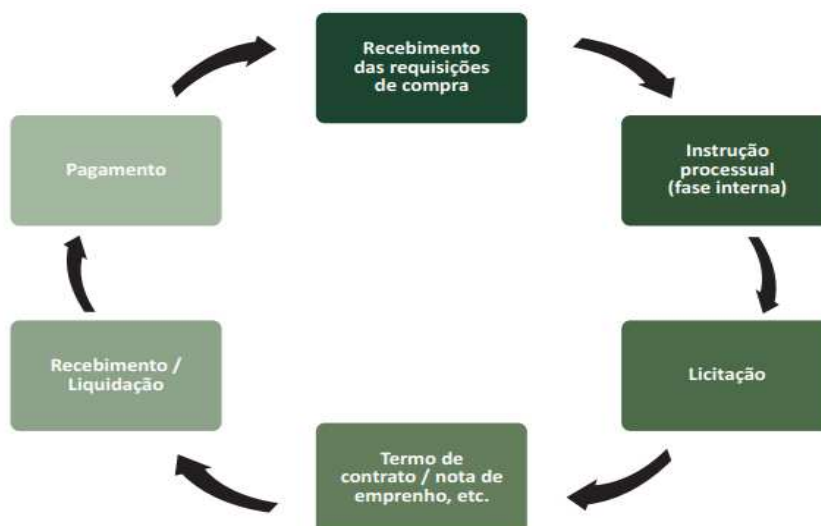 Recebimento
das requisições
de compra
Instrução
processual
(fase interna)
Licitação
Termo de
contrato / nota de
emprenho, etc.
Recebimento /
Liquidação
Pagamento